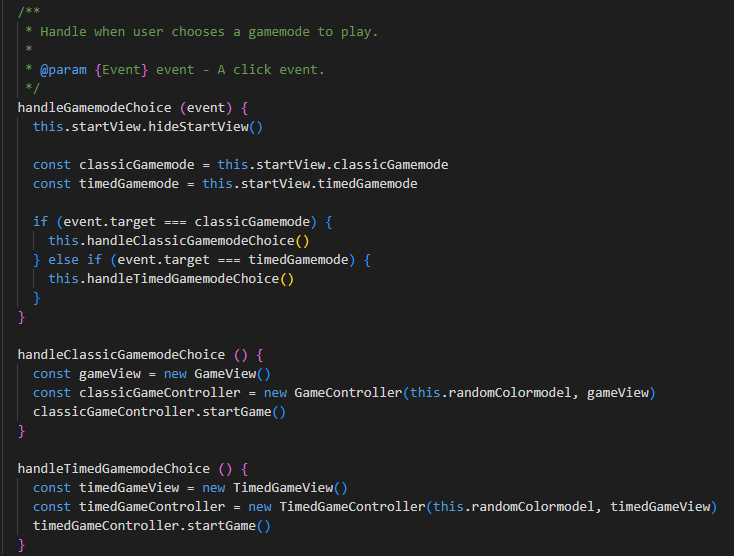 /**
 * Handle when user chooses a gamemode to play.
 *
 * @param {Event} event - A click event.
 */
handleGamemodeChoice (event) {
  this.startView.hideStartView()

  const classicGamemode = this.startView.classicGamemode
  const timedGamemode = this.startView.timedGamemode

  if (event.target === classicGamemode) {
    this.handleClassicGamemodeChoice()
  } else if (event.target === timedGamemode) {
    this.handleTimedGamemodeChoice()
  }
}

handleClassicGamemodeChoice () {
  const gameView = new GameView()
  const classicGameController = new GameController(this.randomColormodel, gameView)
  classicGameController.startGame()
}

handleTimedGamemodeChoice () {
  const timedGameView = new TimedGameView()
  const timedGameController = new TimedGameController(this.randomColormodel, timedGameView)
  timedGameController.startGame()
}